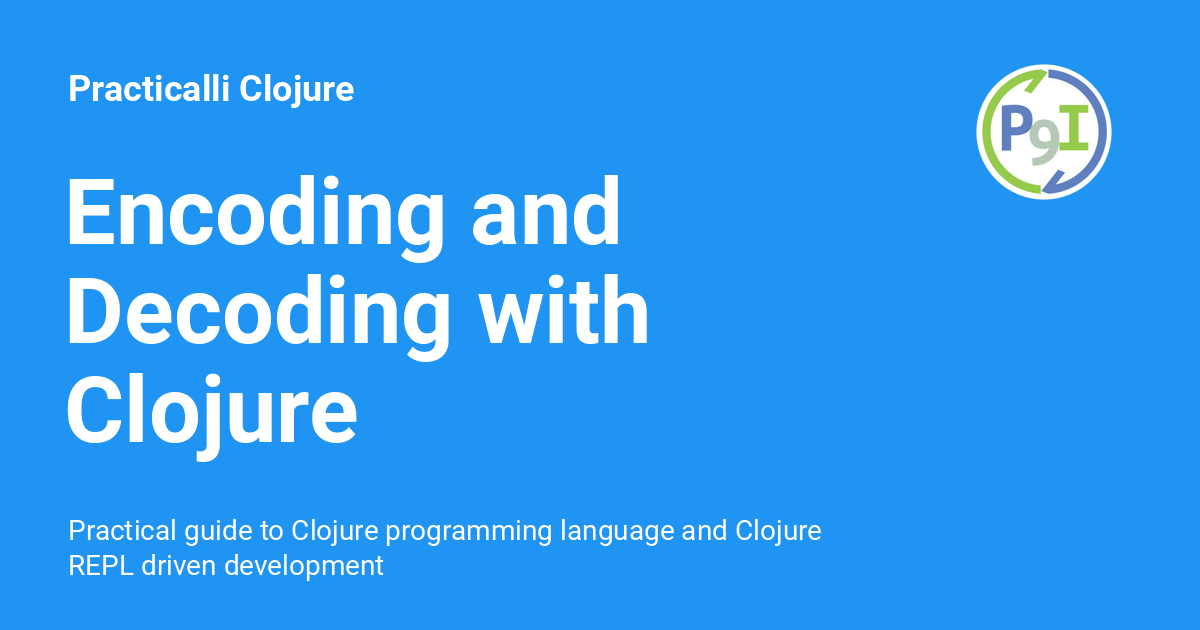 Practicalli Clojure
P9I
Encoding and
Decoding with
Clojure
Practical guide to Clojure programming language and Clojure
REPL driven development